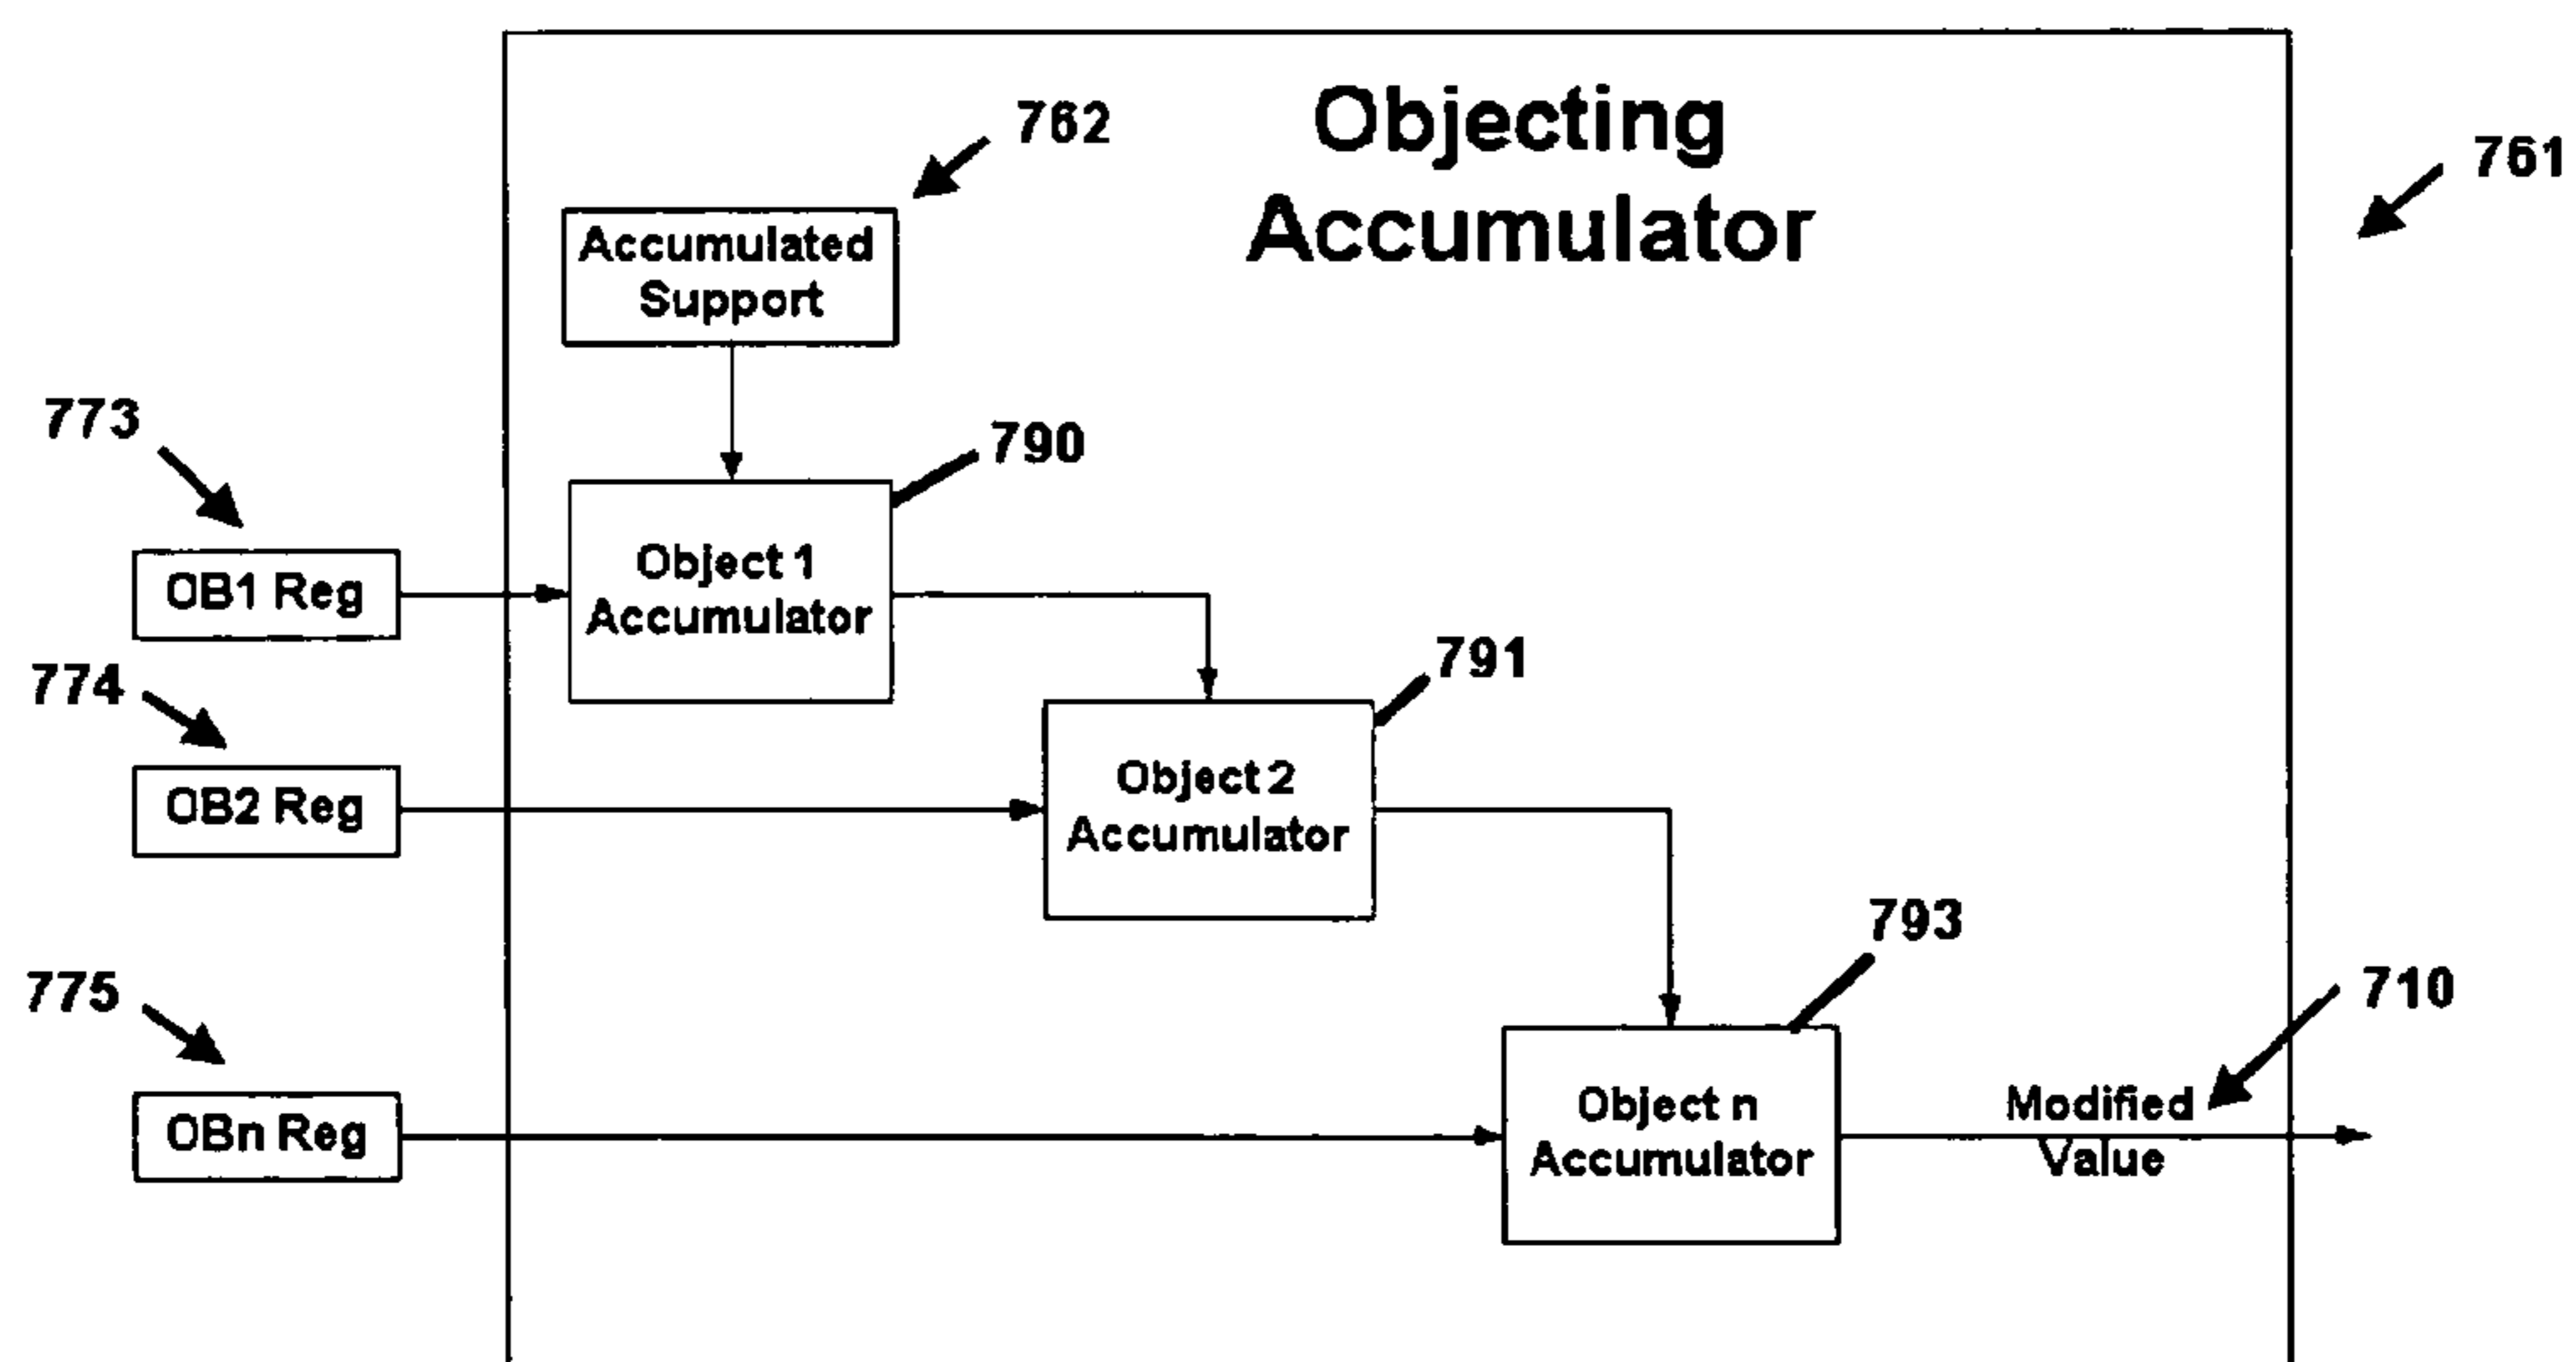 Objecting
Accumulator
762
761
Accumulated
Support
773
790
OB1 Reg
Object 1
Accumulator
774
791
OB2 Reg
Object 2
Accumulator
775
793
710
OBn Reg
Object n
Accumulator
Modified
Value